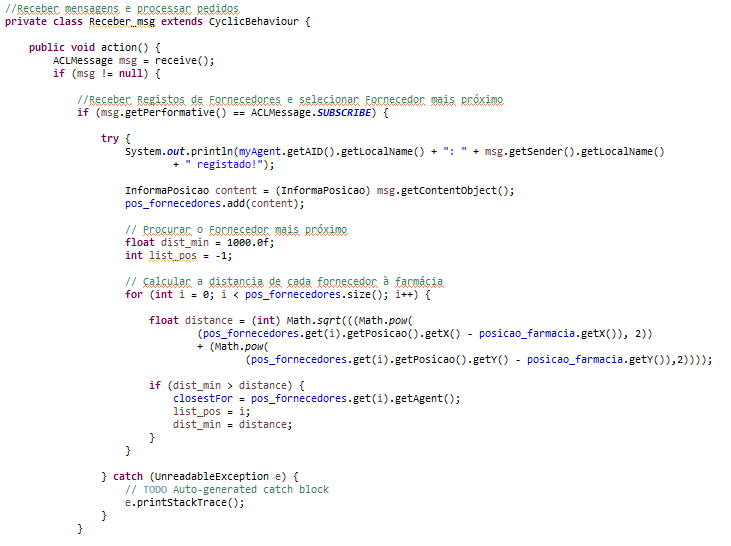 //Receber mensagens e processar pedidos
private class Receber_msg extends CyclicBehaviour {
public void action() {
ACLMessage msg = receive();
if (msg != null) {
//Receber Registos de Fornecedores e selecionar Fornecedor mais próximo
if (msg.getPerformative() == ACLMessage.SUBSCRIBE) {
try {
System.out.println(myAgent.getAID().getLocalName() + ": " + msg.getSender().getLocalName()
+ " registado!");
InformaPosicao content = (InformaPosicao) msg.getContentObject();
pos_fornecedores.add(content);
// Procurar o Fornecedor mais próximo
float dist_min = 1000.0f;
int list_pos = -1;
// Calcular a distancia de cada fornecedor à farmácia
for (int i = 0; i < pos_fornecedores.size(); i++) {
float distance = (int) Math.sqrt(((Math.pow(
(pos_fornecedores.get(i).getPosicao().getX() - posicao_farmacia.getX()), 2))
+ (Math.pow(
(pos_fornecedores.get(i).getPosicao().getY() - posicao_farmacia.getY()),2))));
if (dist_min > distance) {
closestFor = pos_fornecedores.get(i).getAgent();
list_pos = i;
dist_min = distance;
}
}
} catch (UnreadableException e) {
// TODO Auto-generated catch block
e.printStackTrace();
}
}